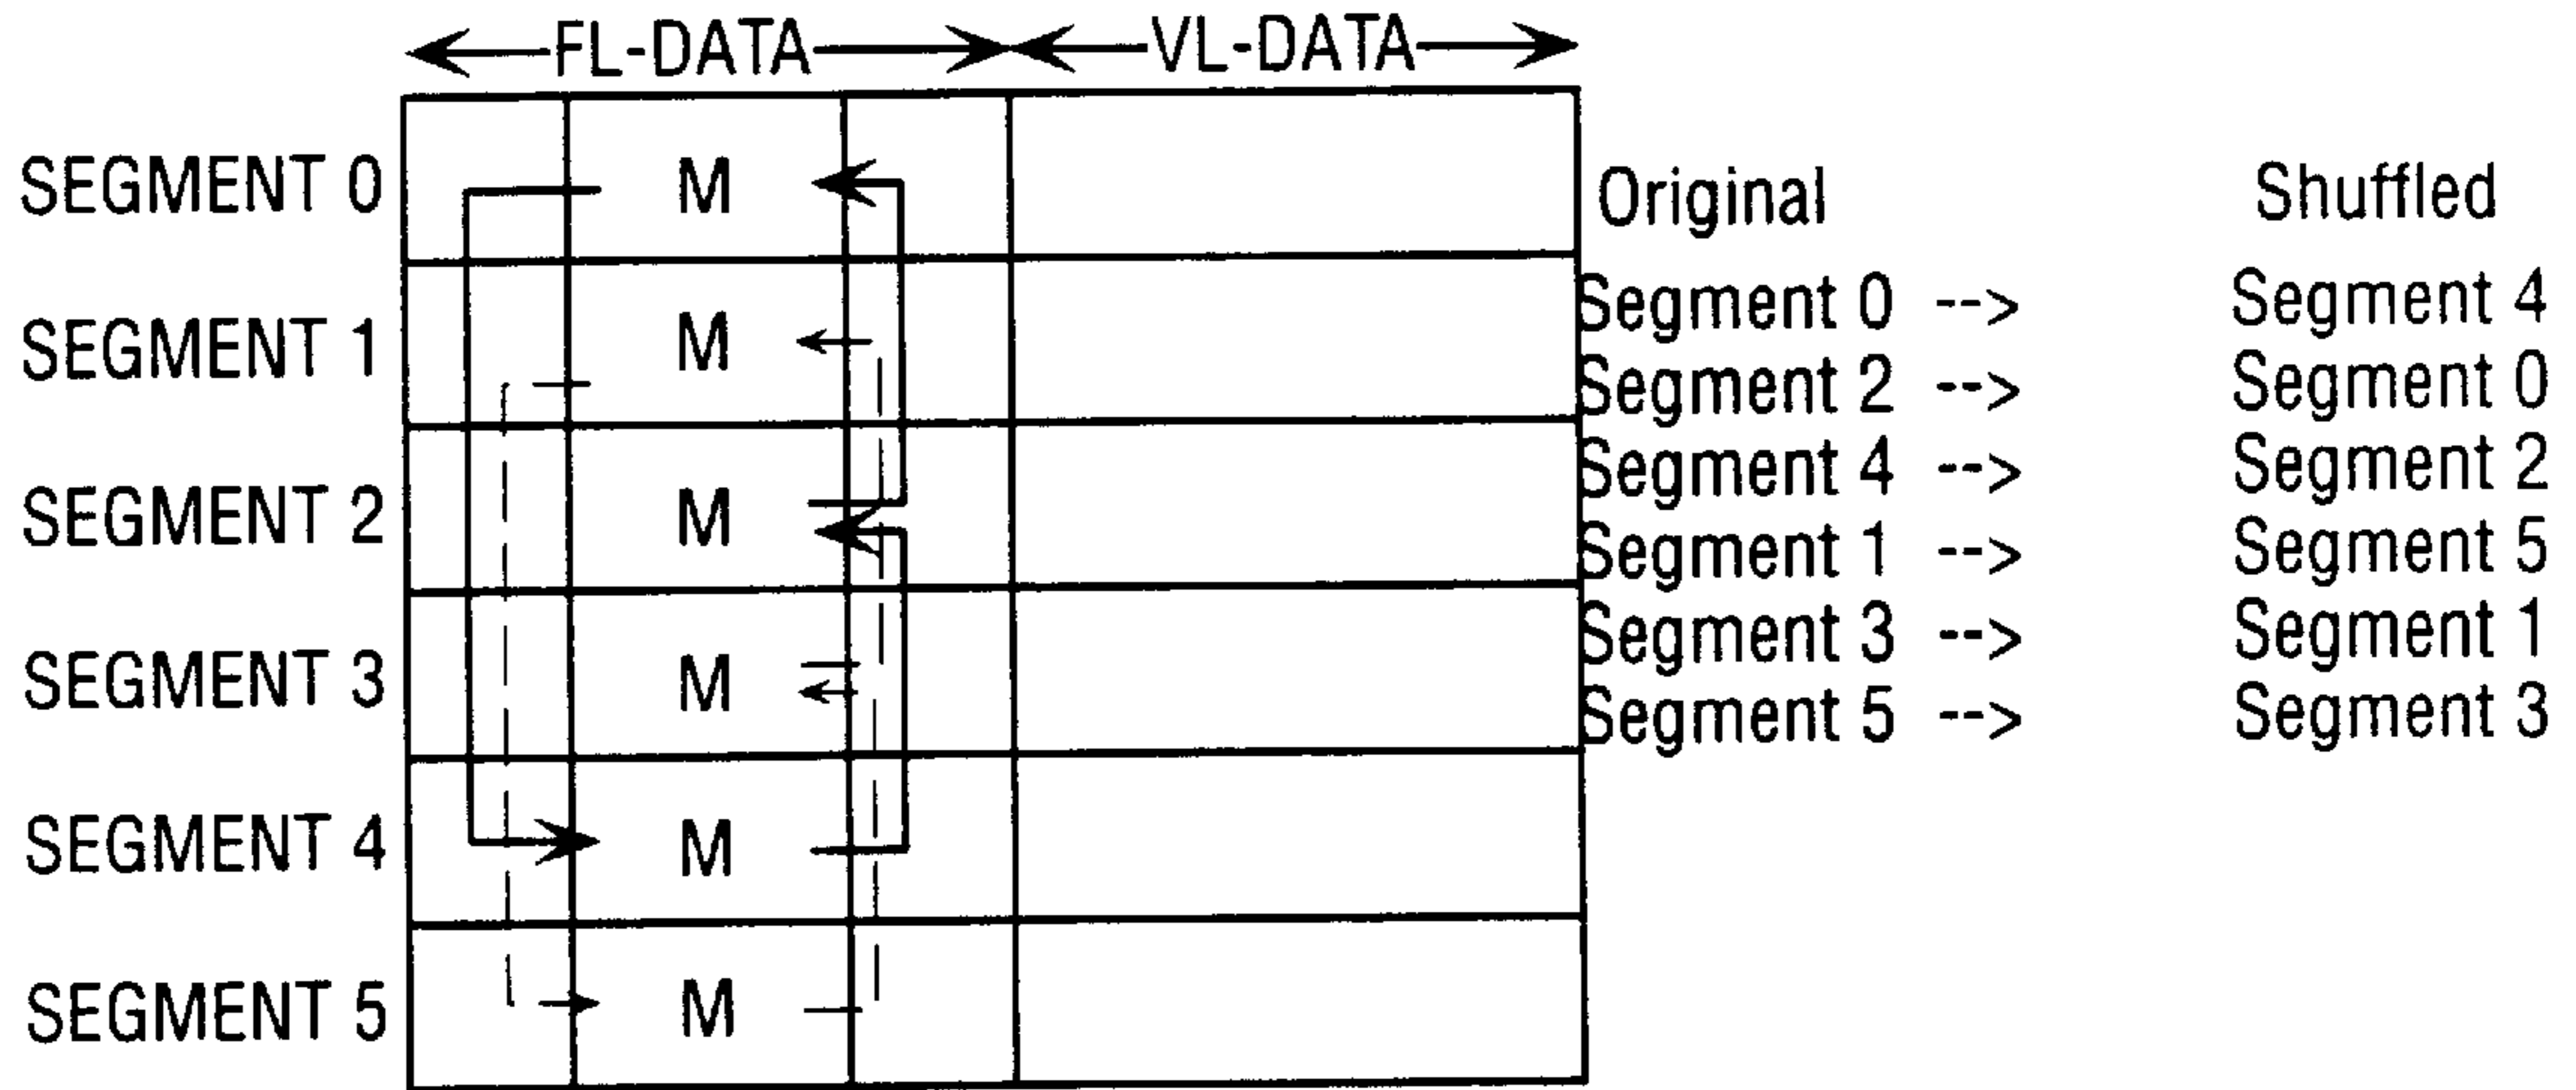 FL-DATA VL-DATA
SEGMENT 0 M
SEGMENT 1 M
SEGMENT 2 M
SEGMENT 3 M
SEGMENT 4 M
SEGMENT 5 M
Original Shuffled
Segment 0 --> Segment 4
Segment 2 --> Segment 0
Segment 4 --> Segment 2
Segment 1 --> Segment 5
Segment 3 --> Segment 1
Segment 5 --> Segment 3